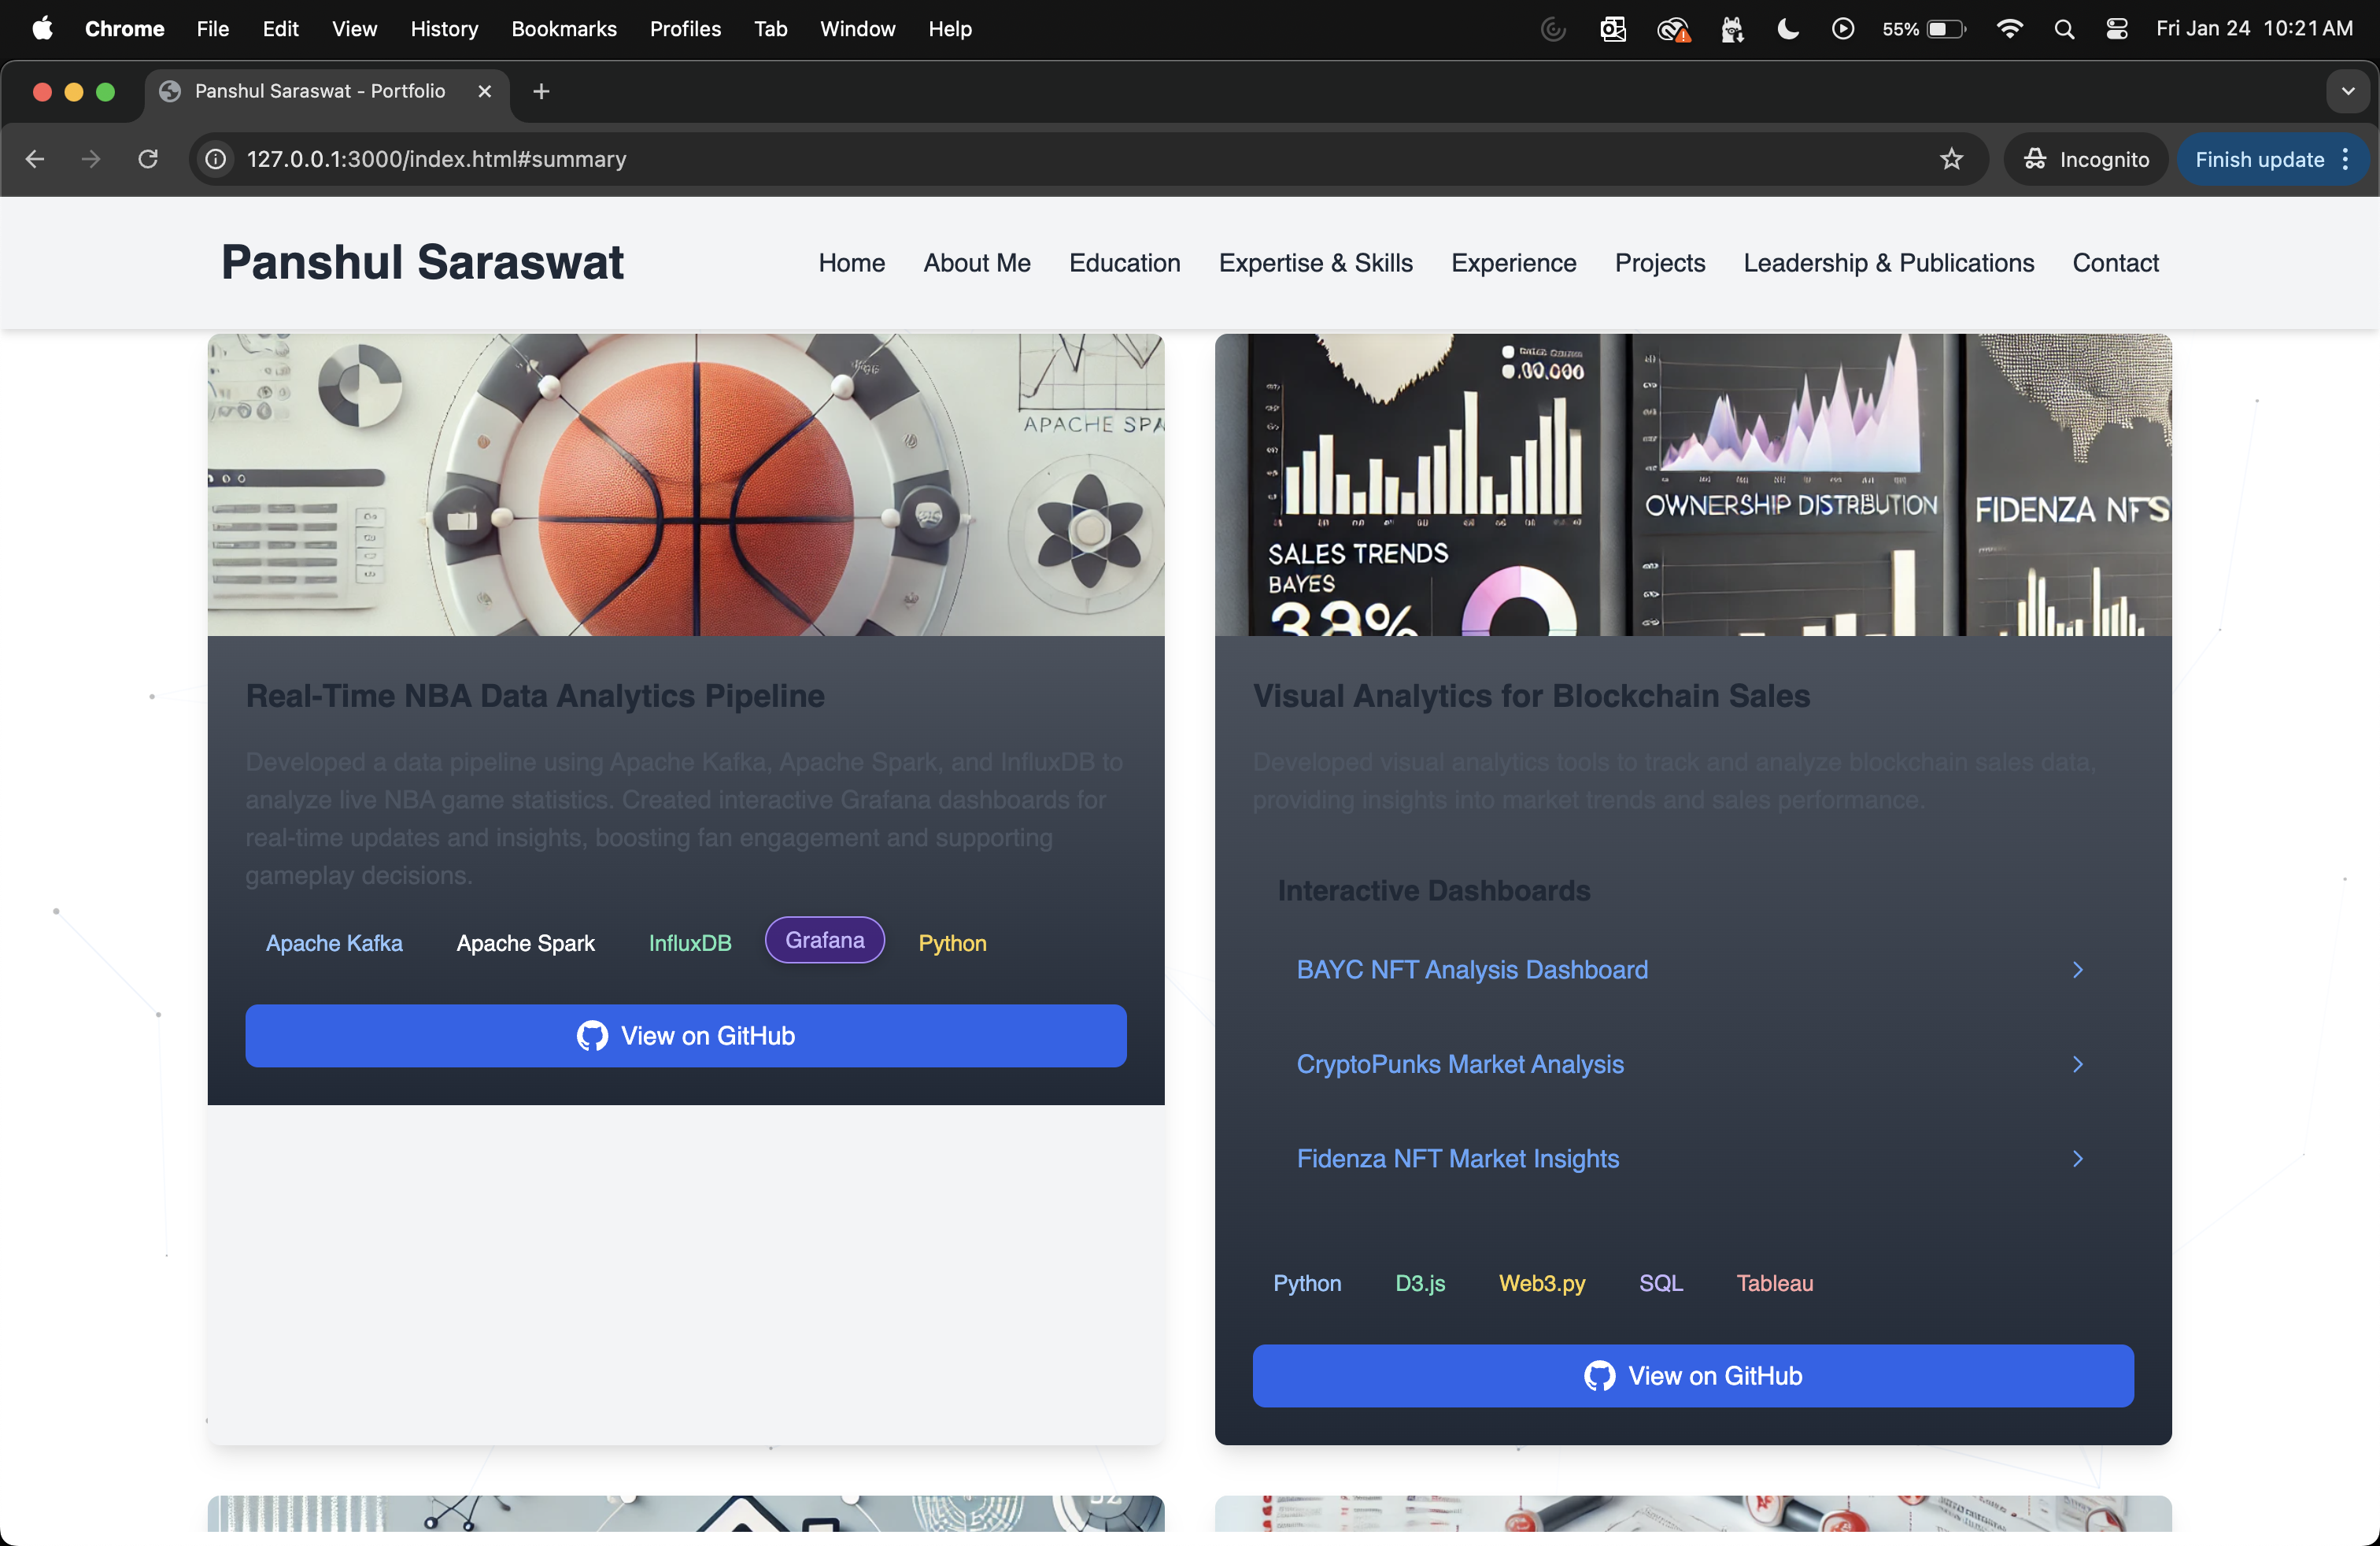 Chrome File Edit View History Bookmarks Profiles Tab Window Help 55% Fri Jan 24 10:21 AM
Panshul Saraswat - Portfolio
127.0.0.1:3000/index.html#summary Incognito Finish update
Panshul Saraswat Home About Me Education Expertise & Skills Experience Projects Leadership & Publications Contact
APACHE SPA
.00,000
OWNERSHIP DISTRBUTION
FIDENZA NFS
SALES TRENDS
BAYES
33%
Real-Time NBA Data Analytics Pipeline
Developed a data pipeline using Apache Kafka, Apache Spark, and InfluxDB to
analyze live NBA game statistics. Created interactive Grafana dashboards for
real-time updates and insights, boosting fan engagement and supporting
gameplay decisions.
Apache Kafka Apache Spark InfluxDB Grafana Python
View on GitHub
Visual Analytics for Blockchain Sales
Developed visual analytics tools to track and analyze blockchain sales data,
providing insights into market trends and sales performance.
Interactive Dashboards
BAYC NFT Analysis Dashboard
CryptoPunks Market Analysis
Fidenza NFT Market Insights
Python D3.js Web3.py SQL Tableau
View on GitHub